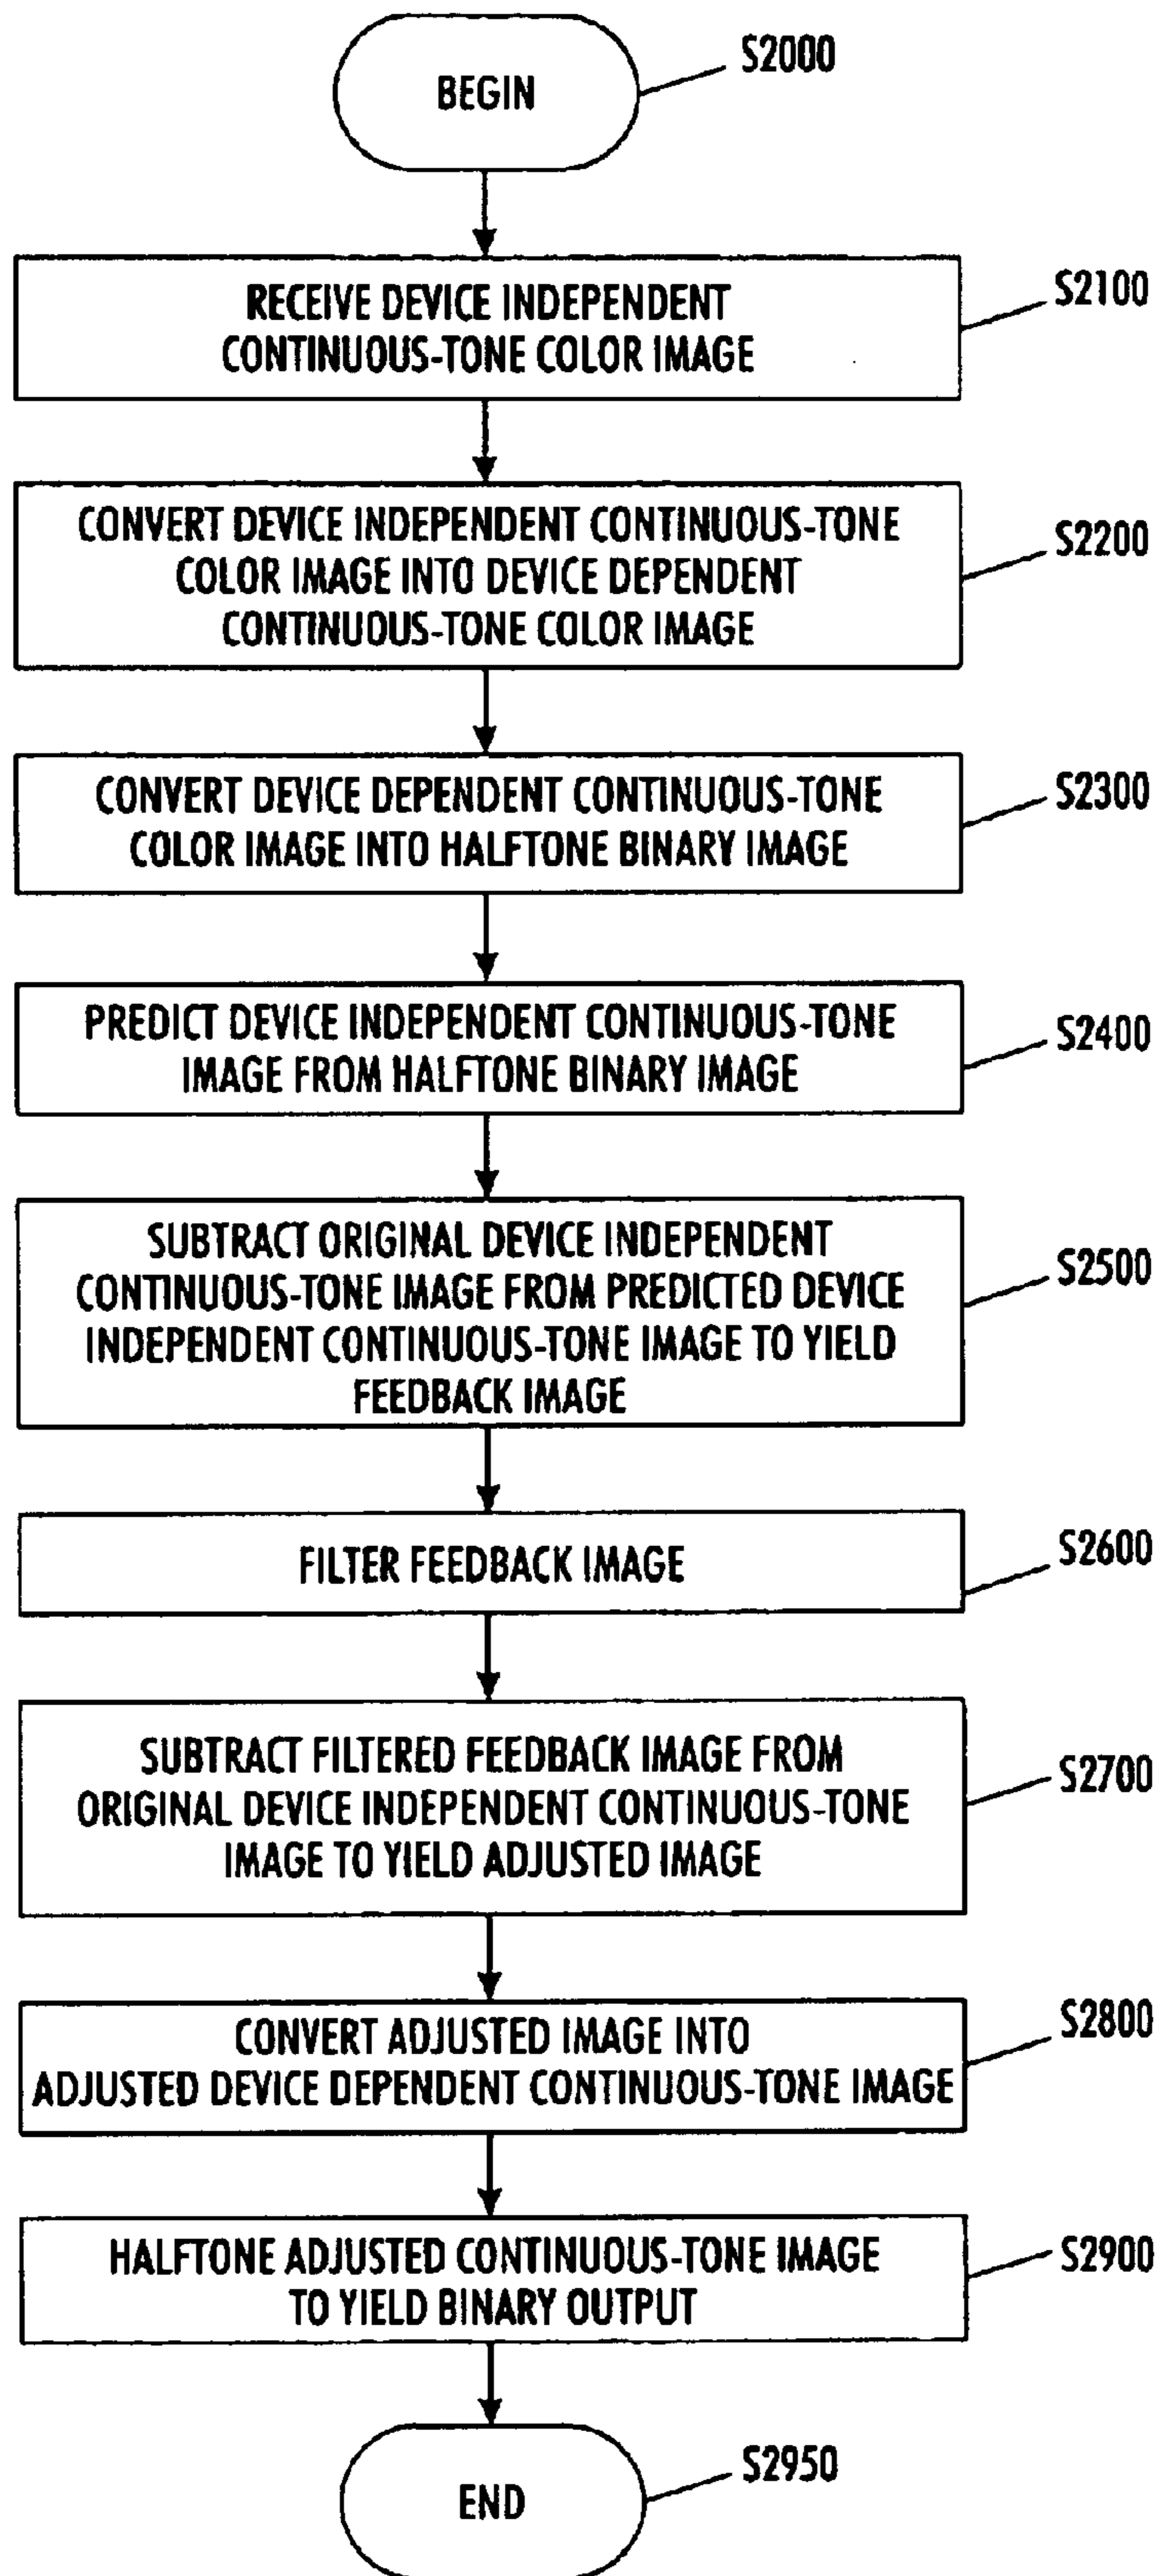 BEGIN
S2000
RECEIVE DEVICE INDEPENDENT
CONTINUOUS-TONE COLOR IMAGE
S2100
CONVERT DEVICE INDEPENDENT CONTINUOUS-TONE
COLOR IMAGE INTO DEVICE DEPENDENT
CONTINUOUS-TONE COLOR IMAGE
S2200
CONVERT DEVICE DEPENDENT CONTINUOUS-TONE
COLOR IMAGE INTO HALFTONE BINARY IMAGE
S2300
PREDICT DEVICE INDEPENDENT CONTINUOUS-TONE
IMAGE FROM HALFTONE BINARY IMAGE
S2400
SUBTRACT ORIGINAL DEVICE INDEPENDENT
CONTINUOUS-TONE IMAGE FROM PREDICTED DEVICE
INDEPENDENT CONTINUOUS-TONE IMAGE TO YIELD
FEEDBACK IMAGE
S2500
FILTER FEEDBACK IMAGE
S2600
SUBTRACT FILTERED FEEDBACK IMAGE FROM
ORIGINAL DEVICE INDEPENDENT CONTINUOUS-TONE
IMAGE TO YIELD ADJUSTED IMAGE
S2700
CONVERT ADJUSTED IMAGE INTO
ADJUSTED DEVICE DEPENDENT CONTINUOUS-TONE IMAGE
S2800
HALFTONE ADJUSTED CONTINUOUS-TONE IMAGE
TO YIELD BINARY OUTPUT
S2900
END
S2950